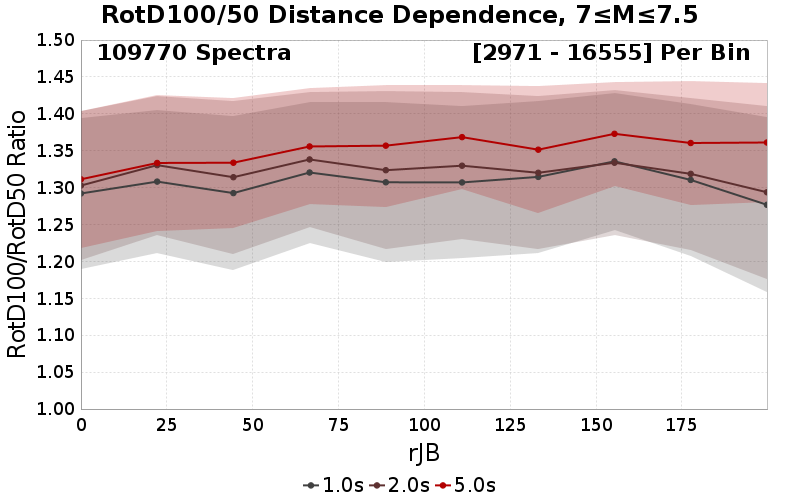 RotD100/50 Distance Dependence, 7≤M≤7.5
109770 Spectra
[2971 - 16555] Per Bin
RotD100/RotD50 Ratio
1.50
1.45
1.40
1.35
1.30
1.25
1.20
1.15
1.10
1.05
1.00
0 25 50 75 100 125 150 175
rJB
1.0s 2.0s 5.0s